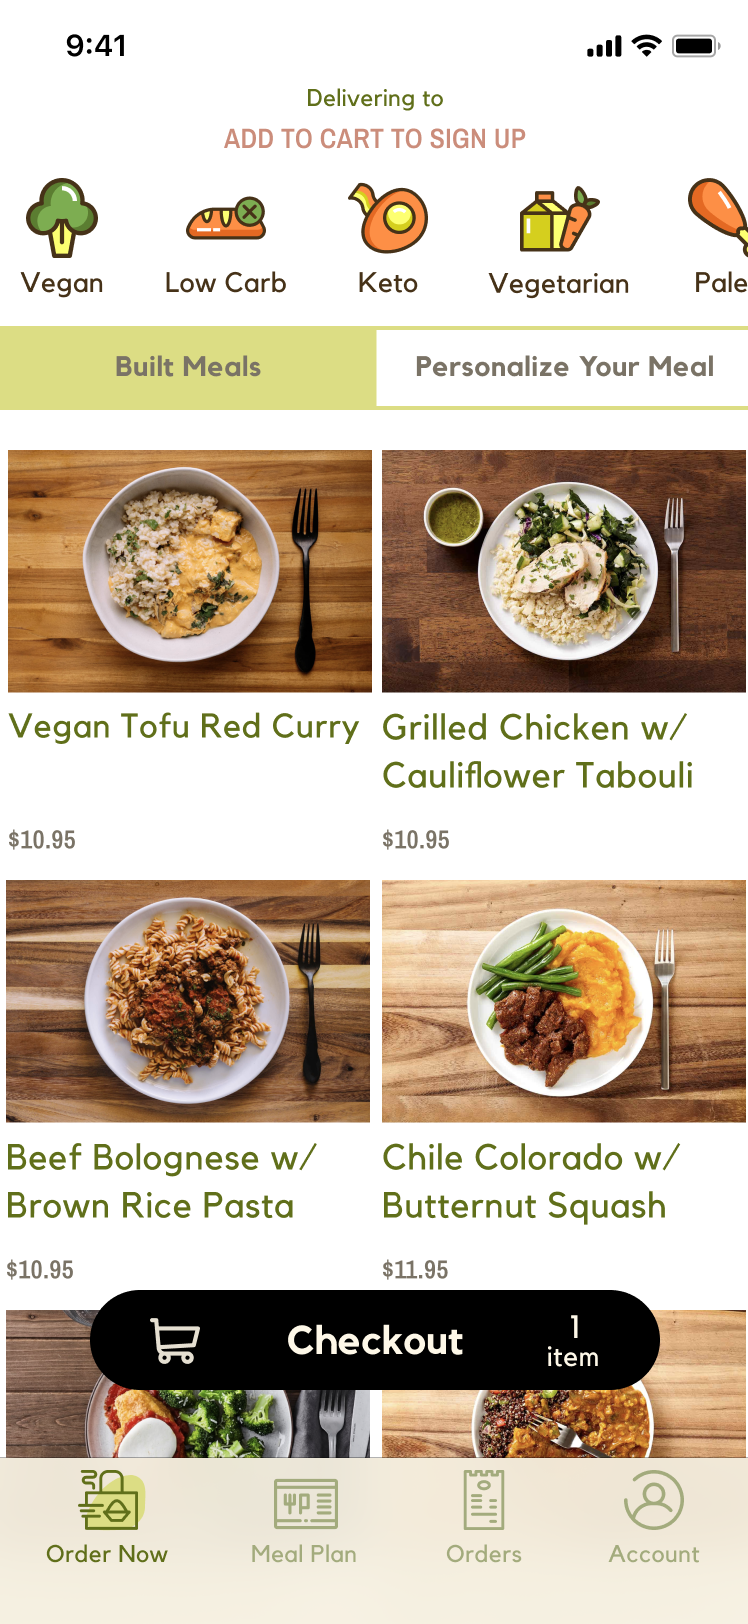 9:41
Delivering to
ADD TO CART TO SIGN UP
Vegan
Low Carb
Keto
Vegetarian
Pale
Built Meals
Personalize Your Meal
Vegan Tofu Red Curry
$10.95
Grilled Chicken w/
Cauliflower Tabouli
$10.95
Beef Bolognese w/
Brown Rice Pasta
$10.95
Chile Colorado w/
Butternut Squash
$11.95
Checkout
1
item
Order Now
Meal Plan
Orders
Account